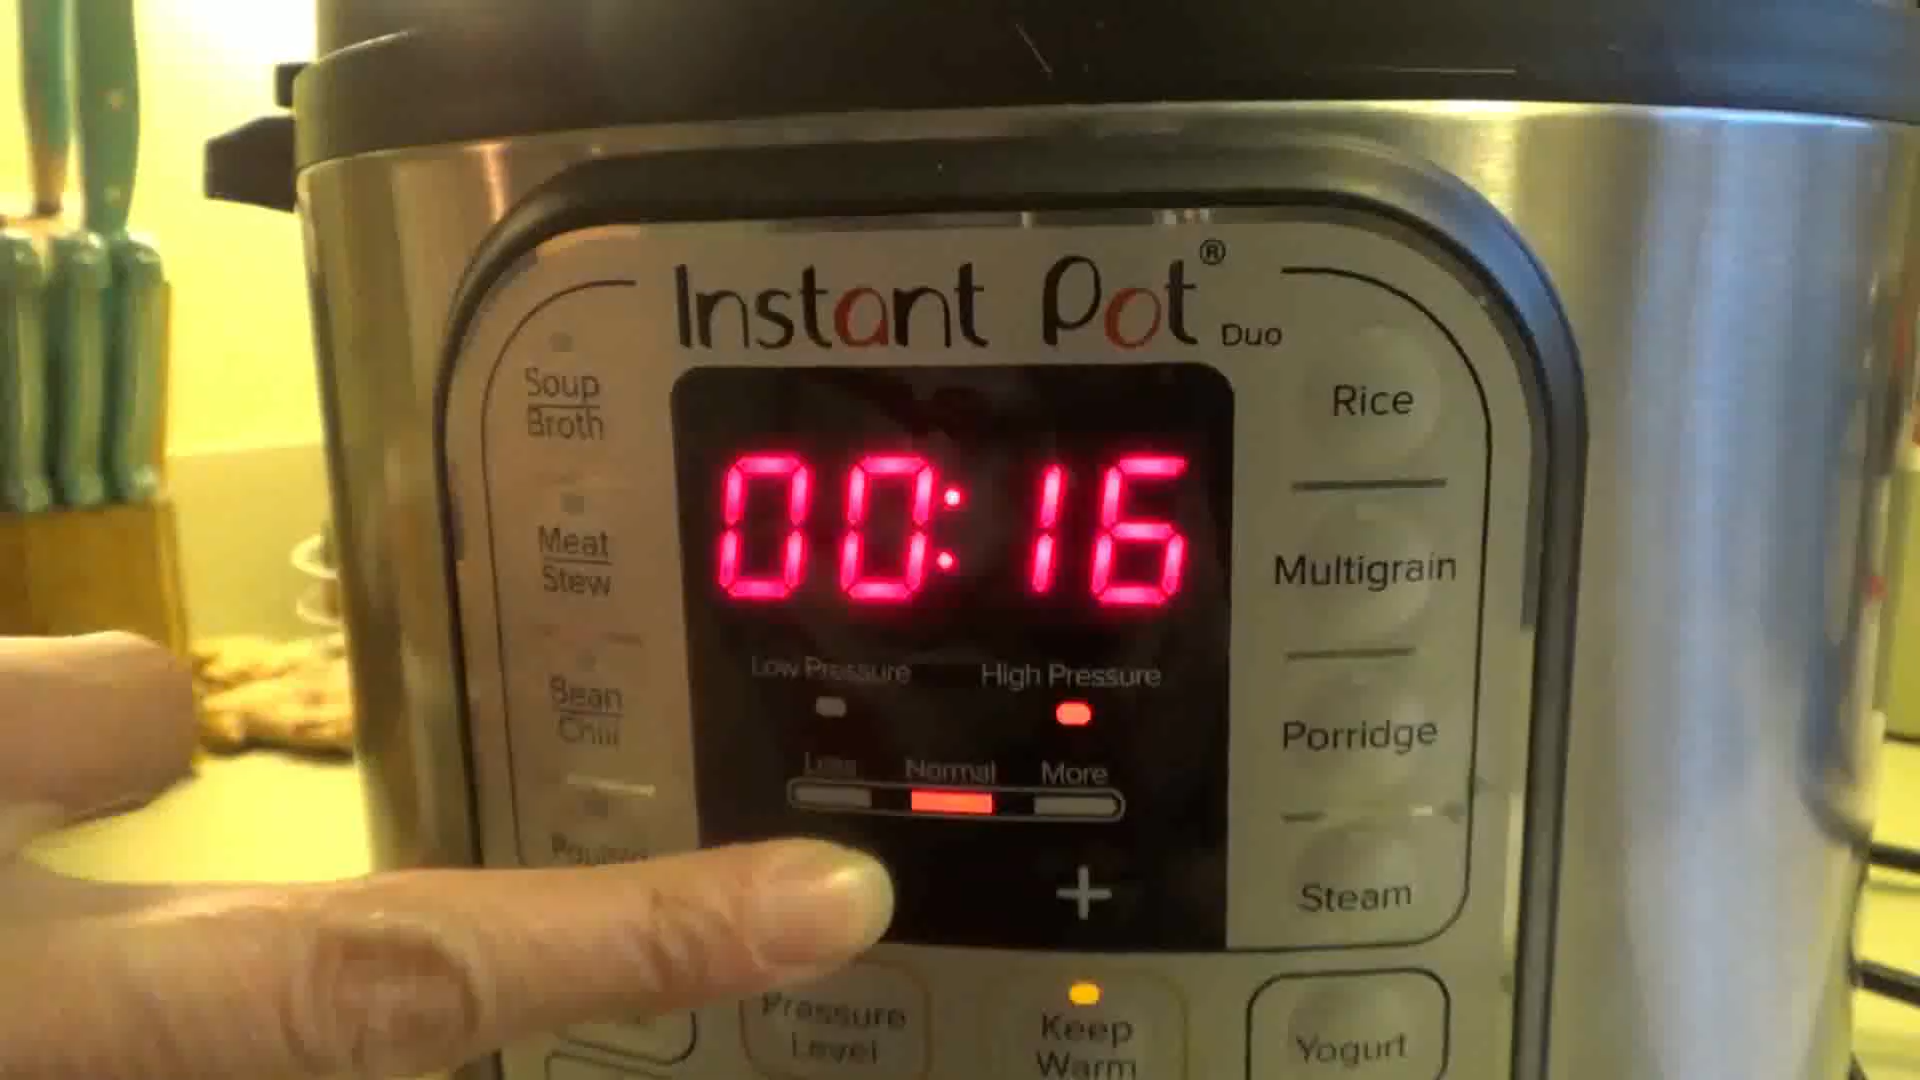 Instant Pot® Duo
Soup
Broth
Meat
Stew
Bean
Chili
00:16
Low Pressure High Pressure
Less Normal More
+
Rice
Multigrain
Porridge
Steam
Pressure
Level
Keep
Warm
Yogurt